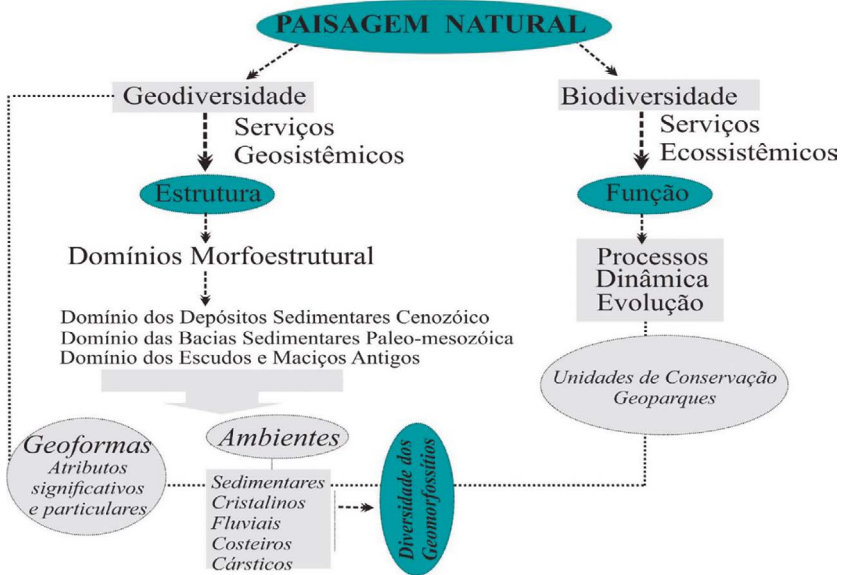 PAISAGEM NATURAL
Geodiversidade
Serviços
Geosistêmicos
Estrutura
Domínios Morfoestrutural
Domínio dos Depósitos Sedimentares Cenozóico
Domínio das Bacias Sedimentares Paleo-mesozóica
Domínio dos Escudos e Maciços Antigos
Biodiversidade
Serviços
Ecossistêmicos
Função
Processos
Dinâmica
Evolução
Unidades de Conservação
Geoparques
Geoformas
Atributos
significativos
e particulares
Ambientes
Sedimentares
Cristalinos
Fluviais
Costeiros
Cársticos
Diversidade dos
Geomorfossítios